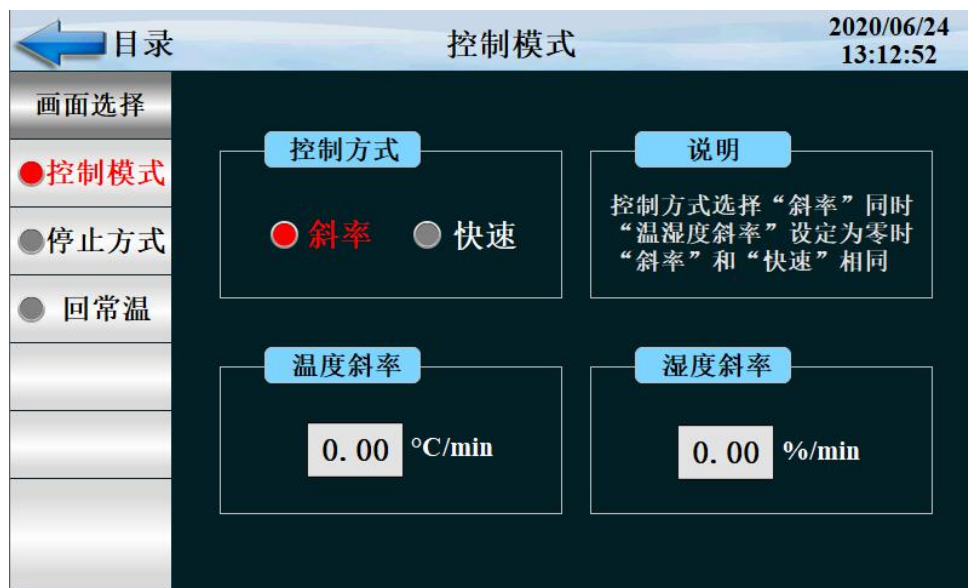 目录
控制模式
2020/06/24
13:12:52
画面选择
控制模式
停止方式
回常温
控制方式
斜率
快速
说明
控制方式选择“斜率”同时
“温湿度斜率”设定为零时
“斜率”和“快速”相同
温度斜率
0.00 °C/min
湿度斜率
0.00 %/min